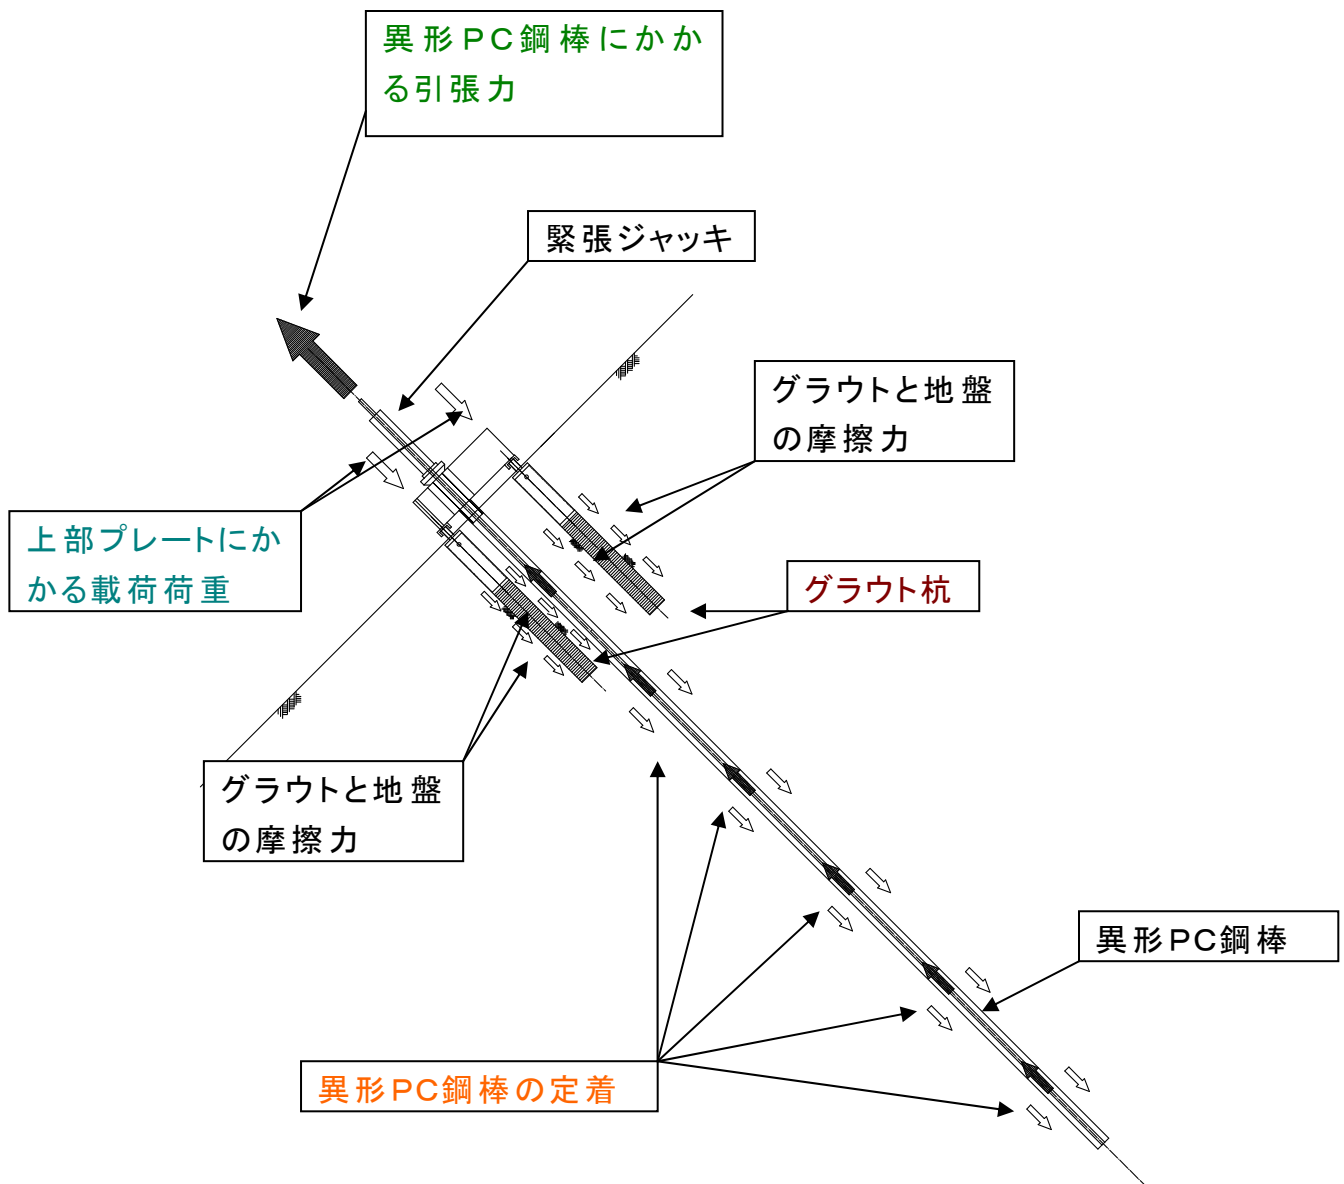 異形PC鋼棒にかか
る引張力
緊張ジャッキ
グラウトと地盤
の摩擦力
上部プレートにか
かる載荷荷重
グラウト杭
グラウトと地盤
の摩擦力
異形PC鋼棒
異形PC鋼棒の定着